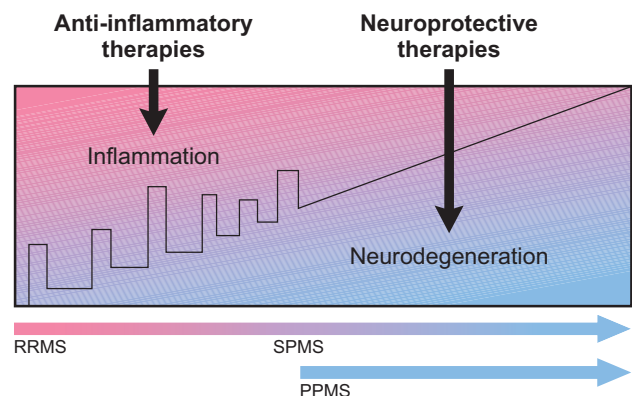 Anti-inflammatory
therapies
Neuroprotective
therapies
Inflammation
Neurodegeneration
RRMS
SPMS
PPMS